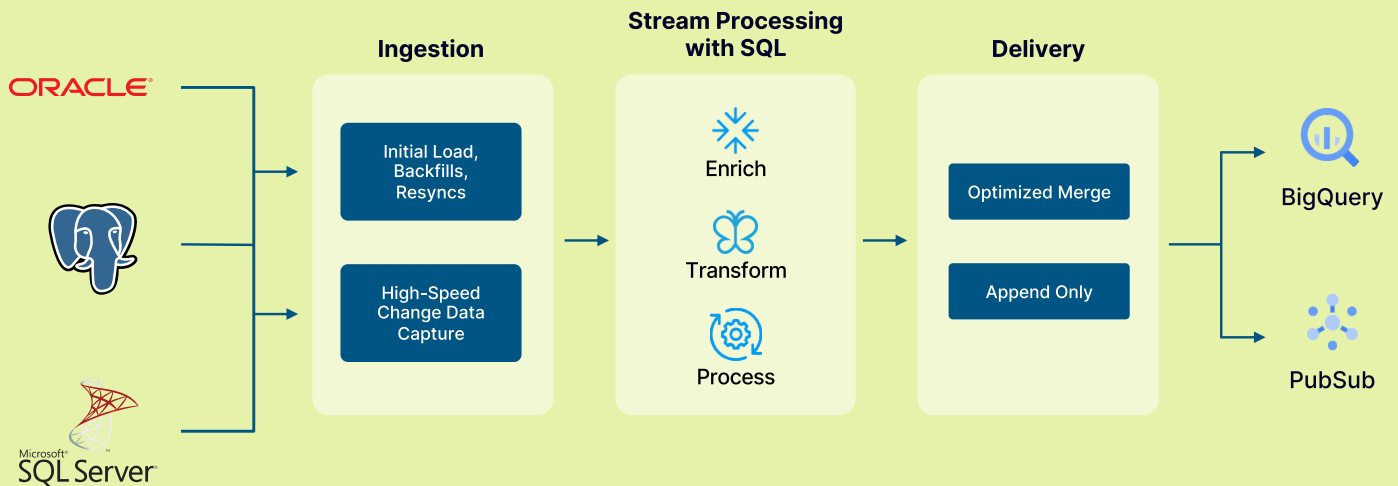 ORACLE
Microsoft®
SQL Server®
Ingestion
Initial Load,
Backfills,
Resyncs
High-Speed
Change Data
Capture
Stream Processing
with SQL
Enrich
Transform
Process
Delivery
Optimized Merge
Append Only
BigQuery
PubSub